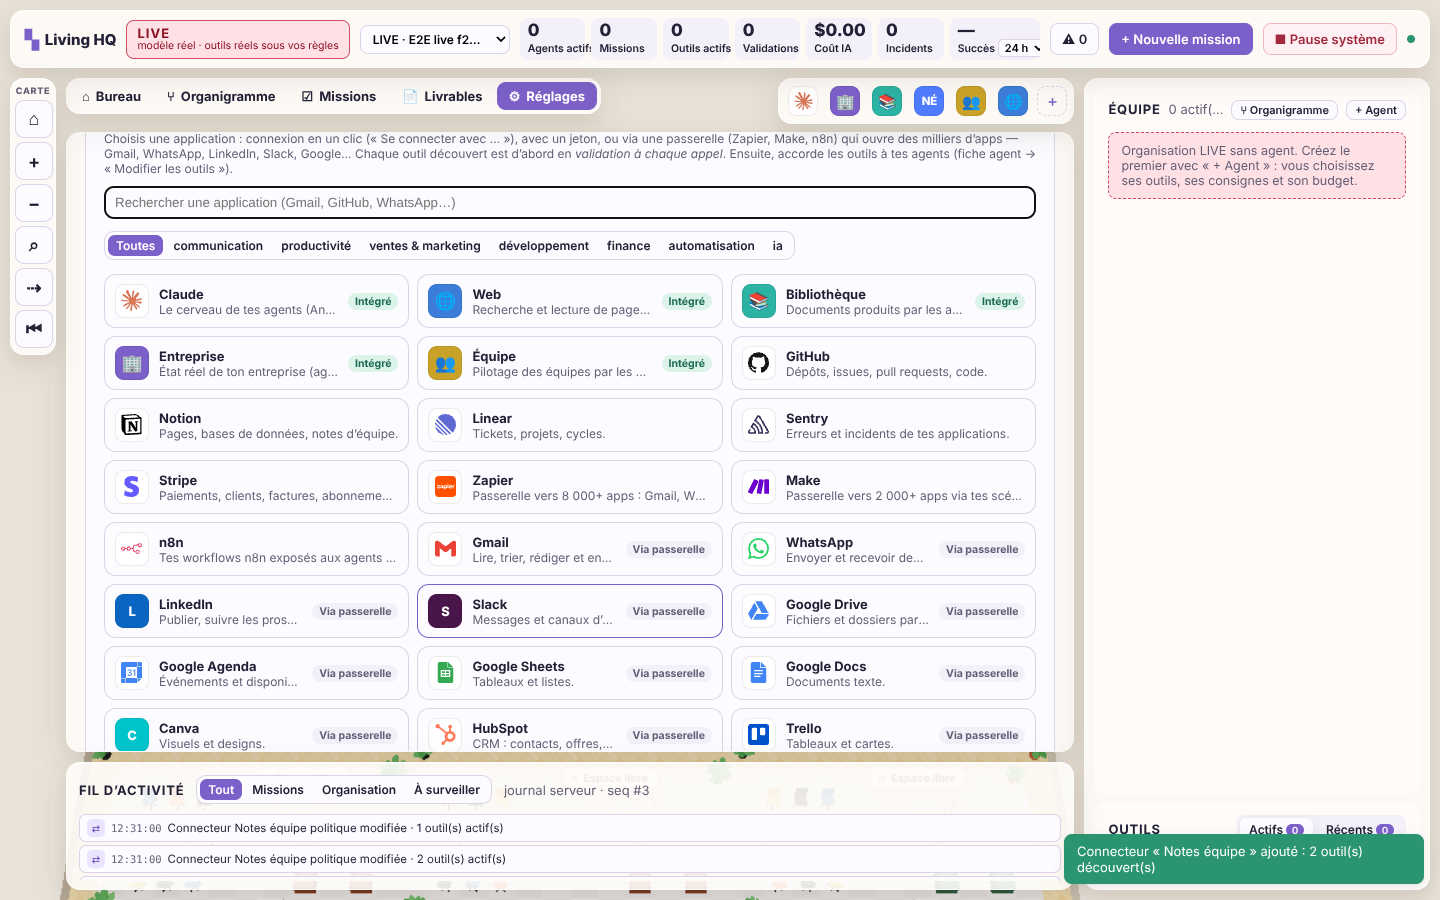 Living HQ
LIVE
modèle réel · outils réels sous vos règles
LIVE · E2E live f2...
0
Agents actifs
0
Missions
0
Outils actifs
0
Validations
$0.00
Coût IA
0
Incidents
—
Succès
24 h
0
+ Nouvelle mission
Pause système
CARTE
Bureau
Organigramme
Missions
Livrables
Réglages
NÉ
+
ÉQUIPE
0 actif(...
Organigramme
+ Agent
Organisation LIVE sans agent. Créez le
premier avec « + Agent » : vous choisissez
ses outils, ses consignes et son budget.
Choisis une application : connexion en un clic (« Se connecter avec … »), avec un jeton, ou via une passerelle (Zapier, Make, n8n) qui ouvre des milliers d’apps —
Gmail, WhatsApp, LinkedIn, Slack, Google… Chaque outil découvert est d’abord en validation à chaque appel. Ensuite, accorde les outils à tes agents (fiche agent →
« Modifier les outils »).
Rechercher une application (Gmail, GitHub, WhatsApp…)
Toutes
communication
productivité
ventes & marketing
développement
finance
automatisation
ia
Claude
Le cerveau de tes agents (An...
Intégré
Web
Recherche et lecture de page...
Intégré
Bibliothèque
Documents produits par les a...
Intégré
Entreprise
État réel de ton entreprise (ag...
Intégré
Équipe
Pilotage des équipes par les ...
Intégré
GitHub
Dépôts, issues, pull requests, code.
Notion
Pages, bases de données, notes d’équipe.
Linear
Tickets, projets, cycles.
Sentry
Erreurs et incidents de tes applications.
Stripe
Paiements, clients, factures, abonneme...
zapier
Zapier
Passerelle vers 8 000+ apps : Gmail, W...
Make
Passerelle vers 2 000+ apps via tes scé...
n8n
Tes workflows n8n exposés aux agents ...
Gmail
Lire, trier, rédiger et en...
Via passerelle
WhatsApp
Envoyer et recevoir de...
Via passerelle
L
LinkedIn
Publier, suivre les pros...
Via passerelle
S
Slack
Messages et canaux d’...
Via passerelle
Google Drive
Fichiers et dossiers par...
Via passerelle
31
Google Agenda
Événements et disponi...
Via passerelle
Google Sheets
Tableaux et listes.
Via passerelle
Google Docs
Documents texte.
Via passerelle
C
Canva
Visuels et designs.
Via passerelle
HubSpot
CRM : contacts, offres,...
Via passerelle
Trello
Tableaux et cartes.
Via passerelle
Espace libre
Espace libre
FIL D’ACTIVITÉ
Tout
Missions
Organisation
À surveiller
journal serveur · seq #3
12:31:00 Connecteur Notes équipe politique modifiée · 1 outil(s) actif(s)
12:31:00 Connecteur Notes équipe politique modifiée · 2 outil(s) actif(s)
OUTILS
Actifs 0
Récents 0
Connecteur « Notes équipe » ajouté : 2 outil(s)
découvert(s)